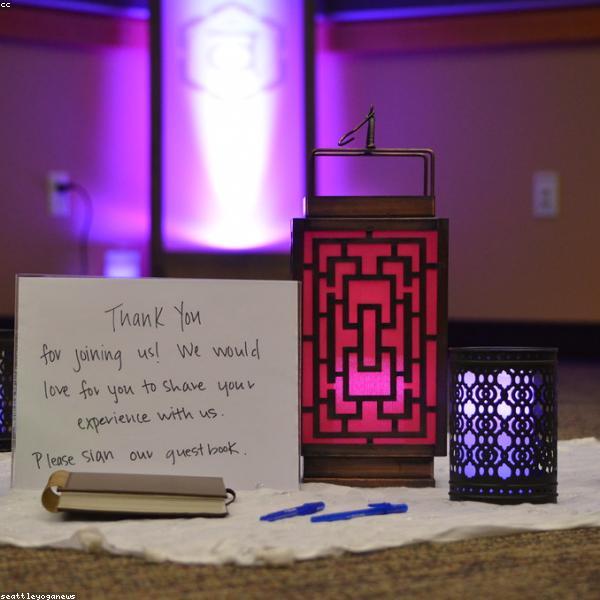 cc
Thank You
for joining us! We would
love for you to share your
experience with us.
Please sign our guestbook.
seattleyoganews